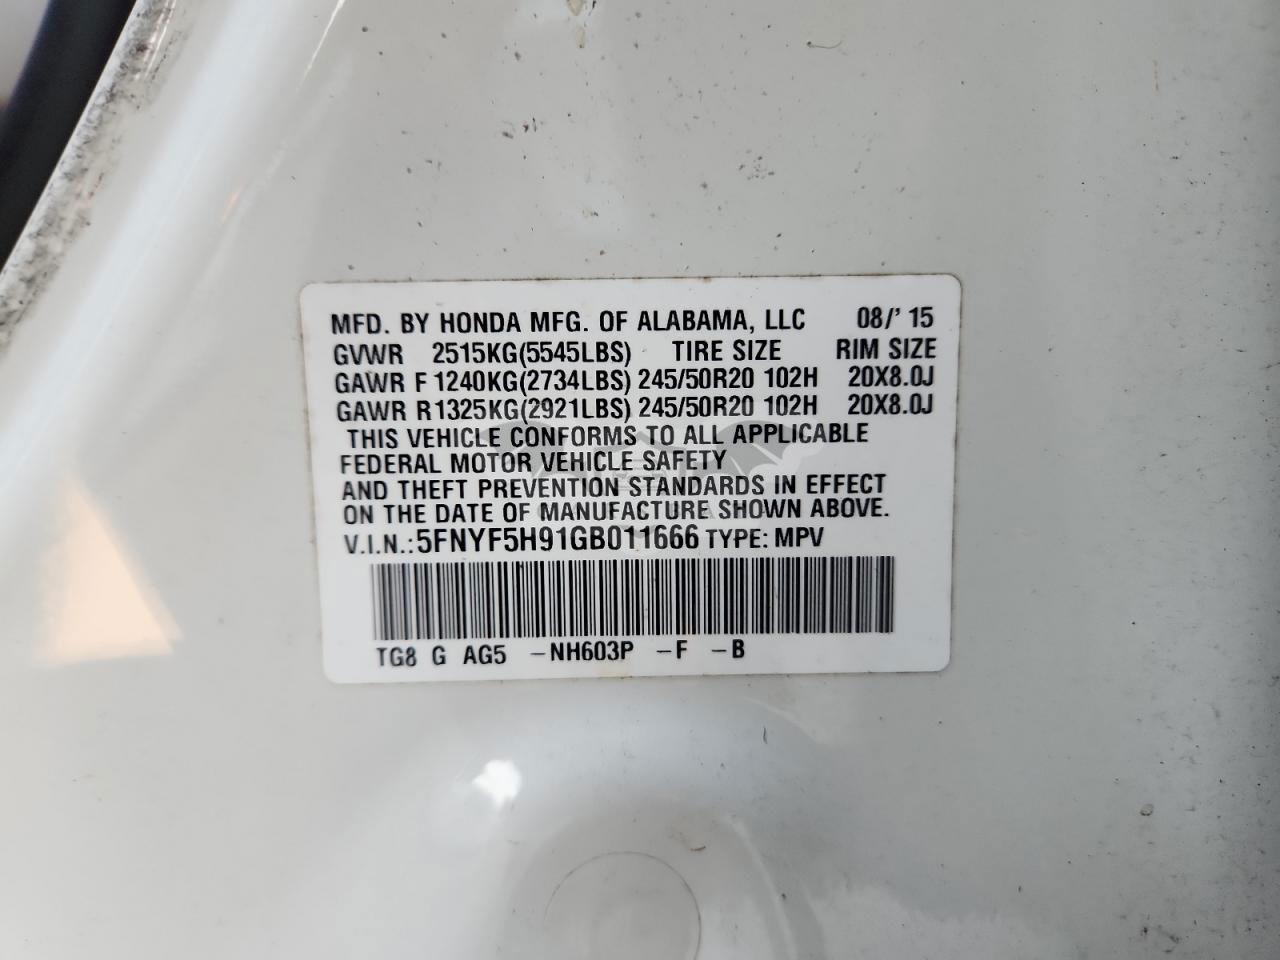 MFD. BY HONDA MFG. OF ALABAMA, LLC 08/' 15
GVWR 2515KG(5545LBS) TIRE SIZE RIM SIZE
GAWR F 1240KG(2734LBS) 245/50R20 102H 20X8.0J
GAWR R1325KG(2921LBS) 245/50R20 102H 20X8.0J
THIS VEHICLE CONFORMS TO ALL APPLICABLE
FEDERAL MOTOR VEHICLE SAFETY
AND THEFT PREVENTION STANDARDS IN EFFECT
ON THE DATE OF MANUFACTURE SHOWN ABOVE.
V.I.N.:5FNYF5H91GB011666 TYPE: MPV
TG8 G AG5 -NH603P -F -B